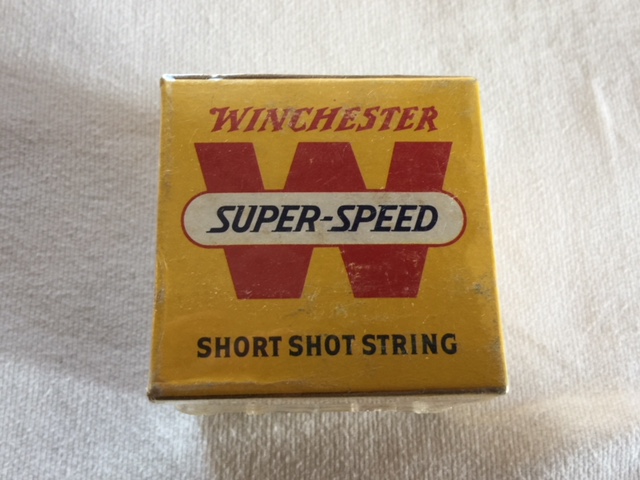 WINCHESTER
W
SUPER-SPEED
SHORT SHOT STRING